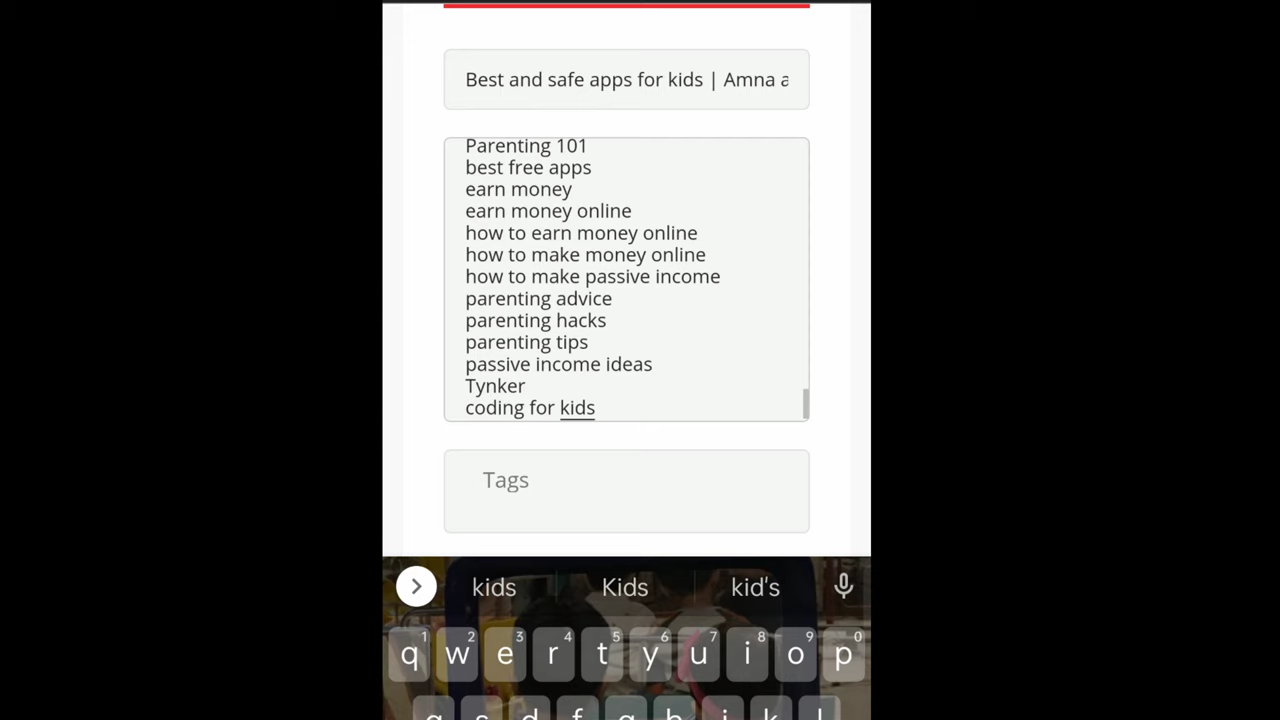 Best and safe apps for kids | Amna a
Parenting 101
best free apps
earn money
earn money online
how to earn money online
how to make money online
how to make passive income
parenting advice
parenting hacks
parenting tips
passive income ideas
Tynker
coding for kids
Tags
kids Kids kid's
1 2 3 4 5 6 7 8 9 0
q w e r t y u i o p
a s d f g h j k l